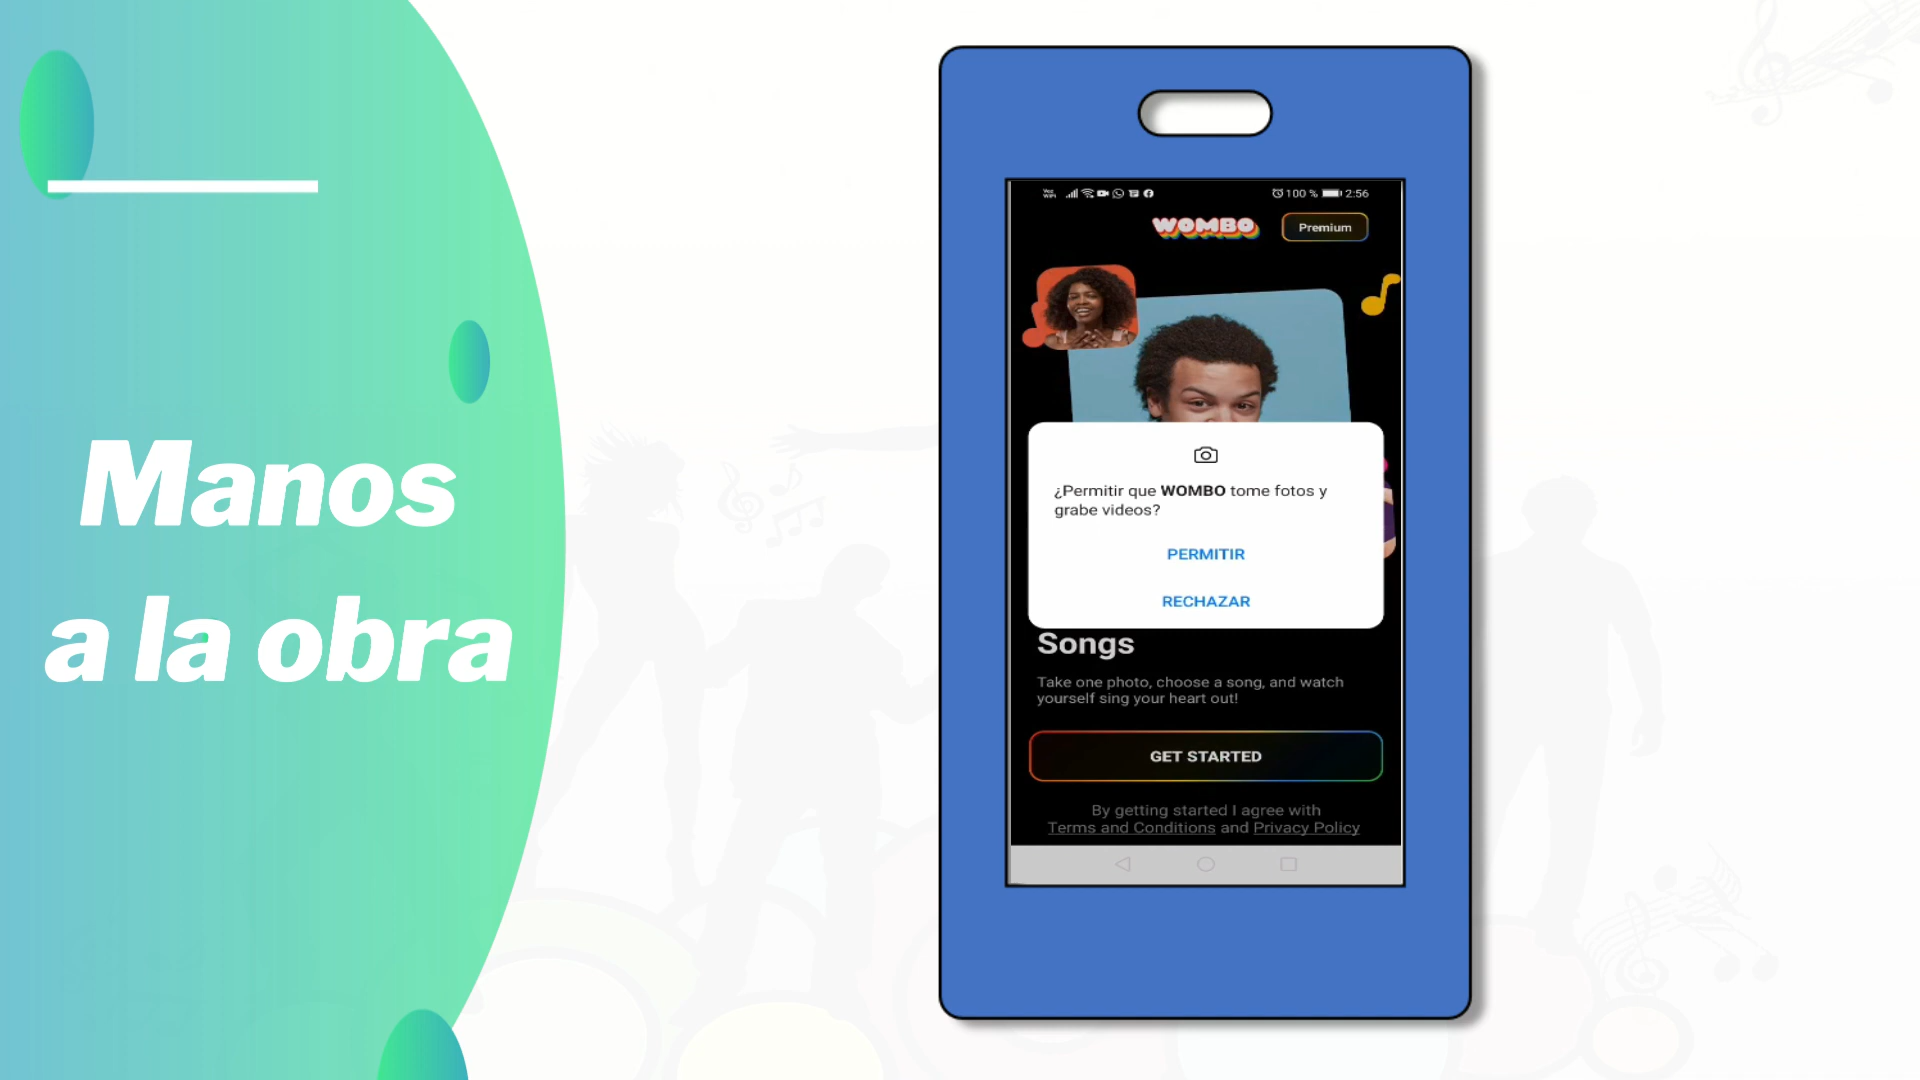 Manos
a la obra
Voz
WiFi
100 % 2:56
WOMBO
Premium
¿Permitir que WOMBO tome fotos y
grabe videos?
PERMITIR
RECHAZAR
Songs
Take one photo, choose a song, and watch
yourself sing your heart out!
GET STARTED
By getting started I agree with
Terms and Conditions and Privacy Policy